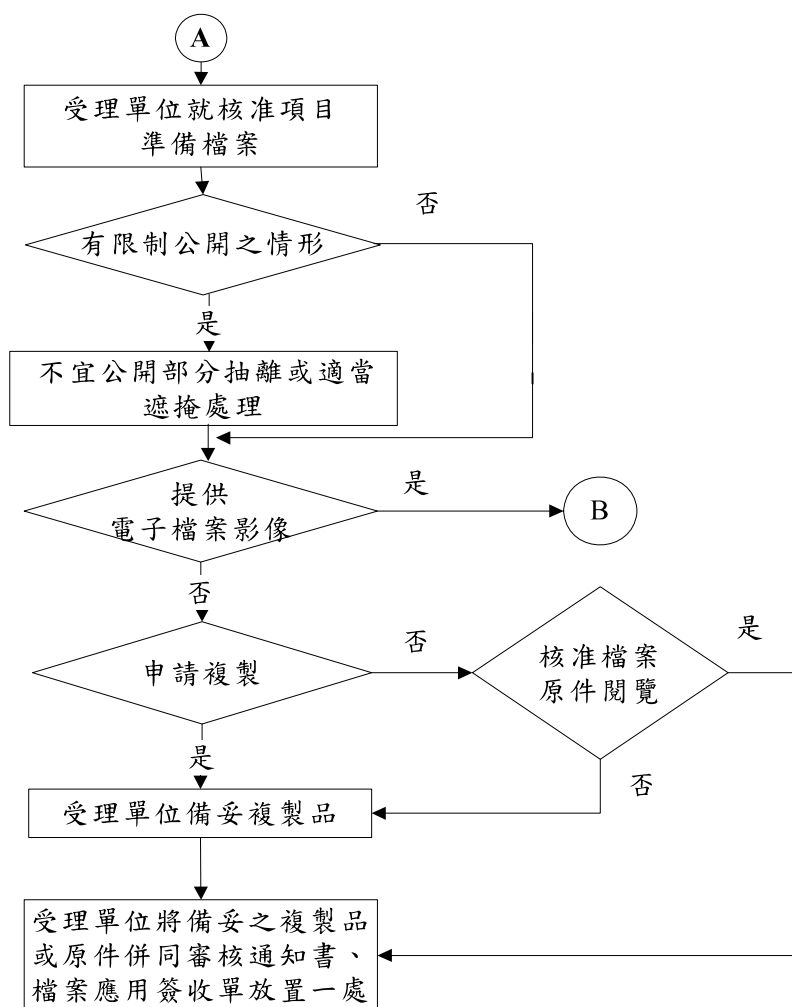 A
受理單位就核准項目
準備檔案
否
有限制公開之情形
是
不宜公開部分抽離或適當
遮掩處理
提供
電子檔案影像
是
B
否
申請複製
否
核准檔案
原件閱覽
是
是
否
受理單位備妥複製品
受理單位將備妥之複製品
或原件併同審核通知書、
檔案應用簽收單放置一處